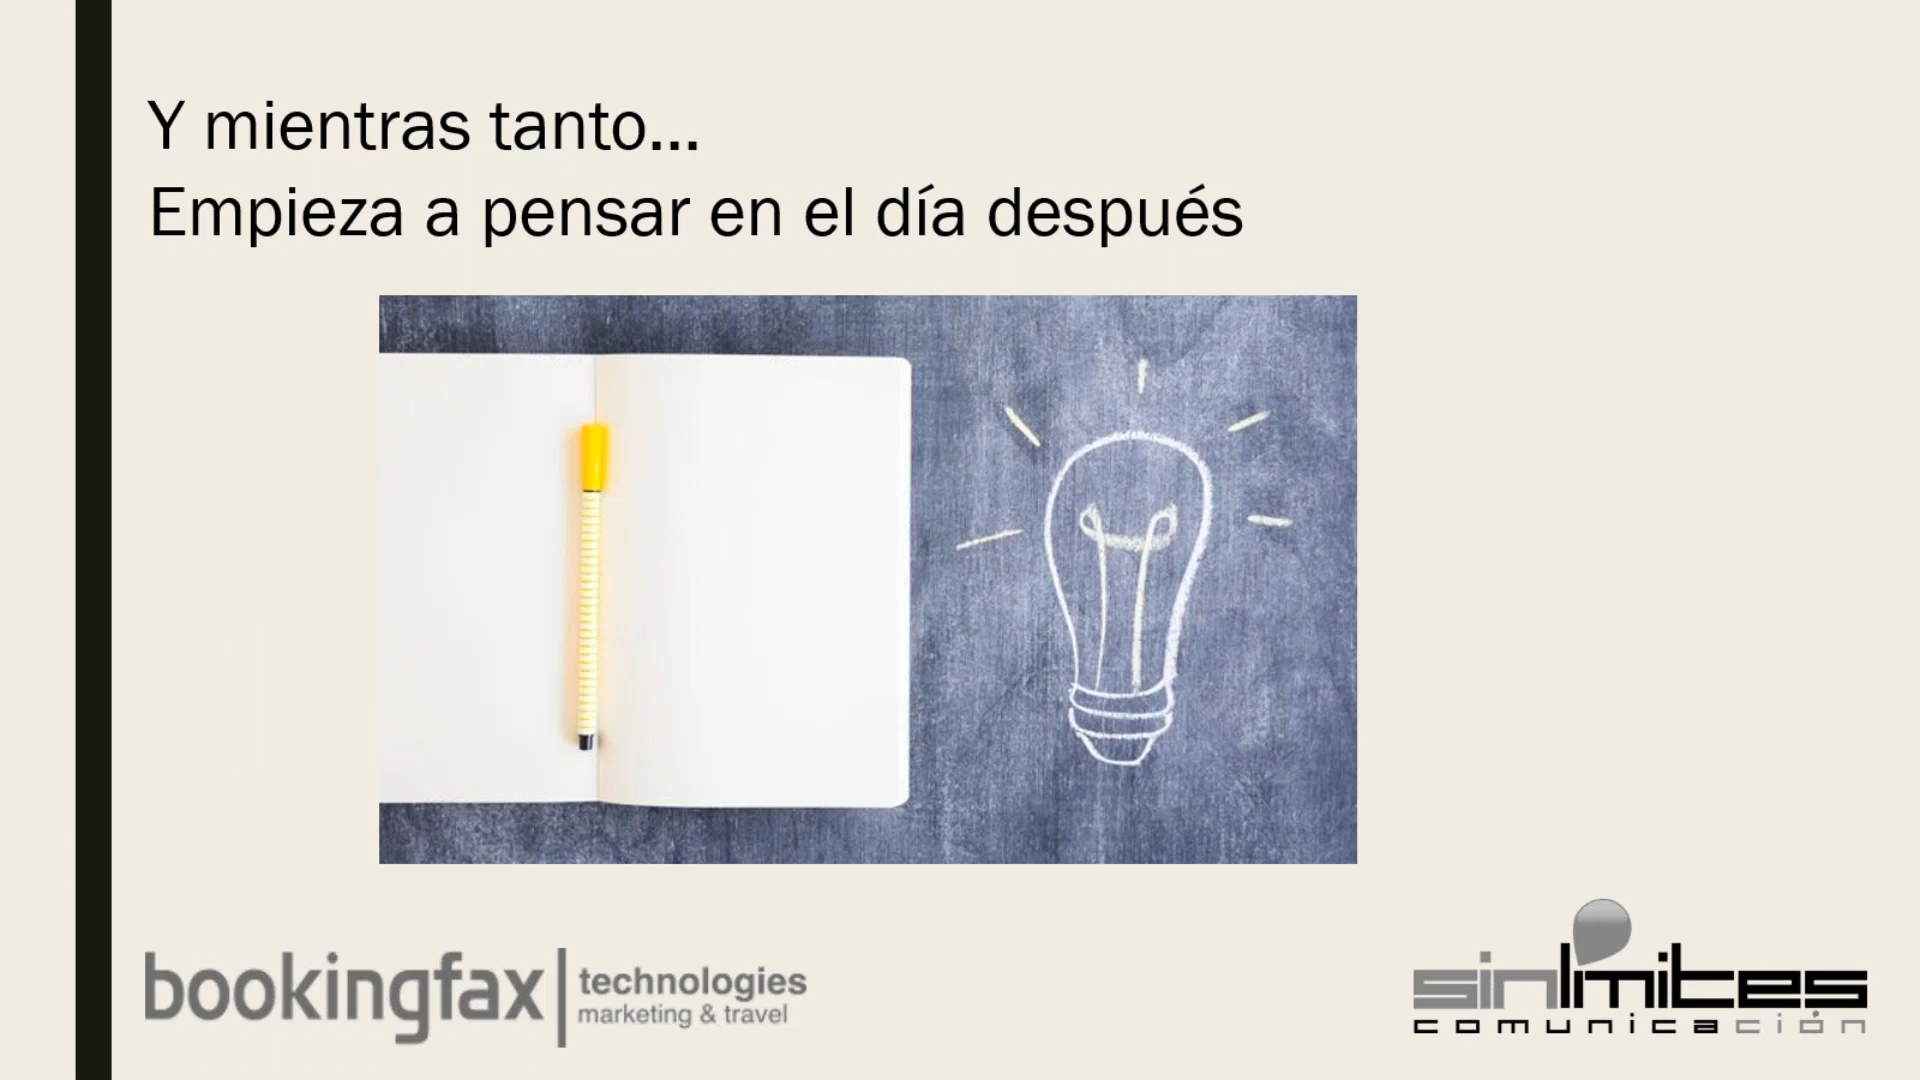 Y mientras tanto...
Empieza a pensar en el día después
bookingfax
technologies
marketing & travel
sinlimites
comunicación